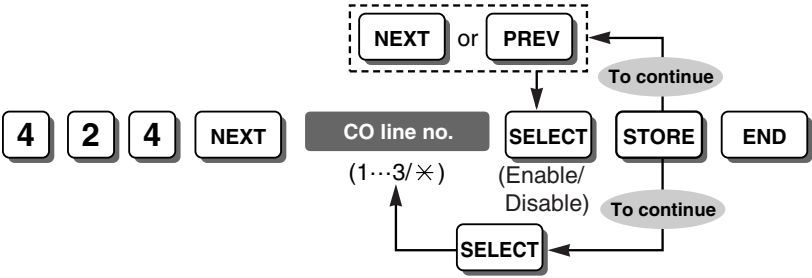 NEXT or PREV
To continue
4 2 4 NEXT CO line no. SELECT STORE END
(1···3/✳) (Enable/
Disable)
To continue
SELECT